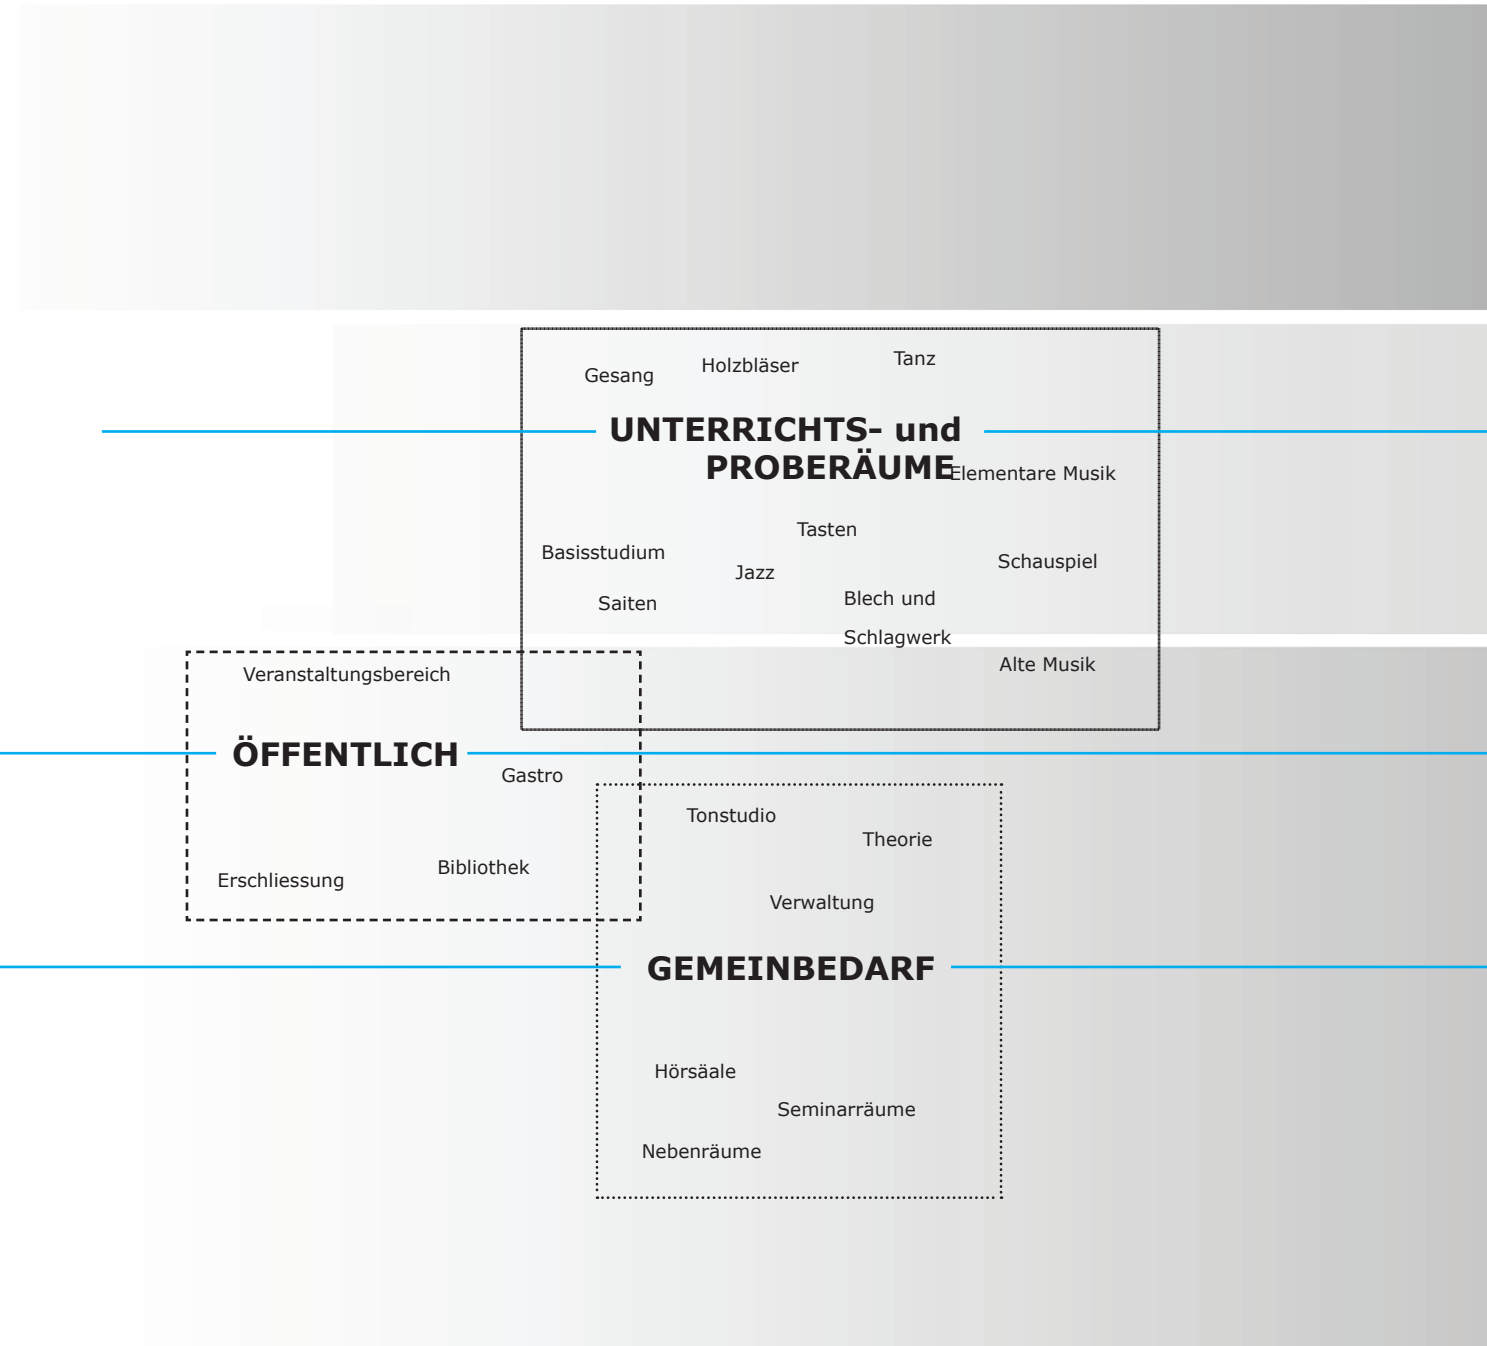 Gesang
Holzbläser
Tanz
UNTERRICHTS- und
PROBERÄUME
Elementare Musik
Tasten
Basisstudium
Jazz
Schauspiel
Saiten
Blech und
Schlagwerk
Alte Musik
Veranstaltungsbereich
ÖFFENTLICH
Gastro
Bibliothek
Erschliessung
Tonstudio
Theorie
Verwaltung
GEMEINBEDARF
Hörsäale
Seminarräume
Nebenräume